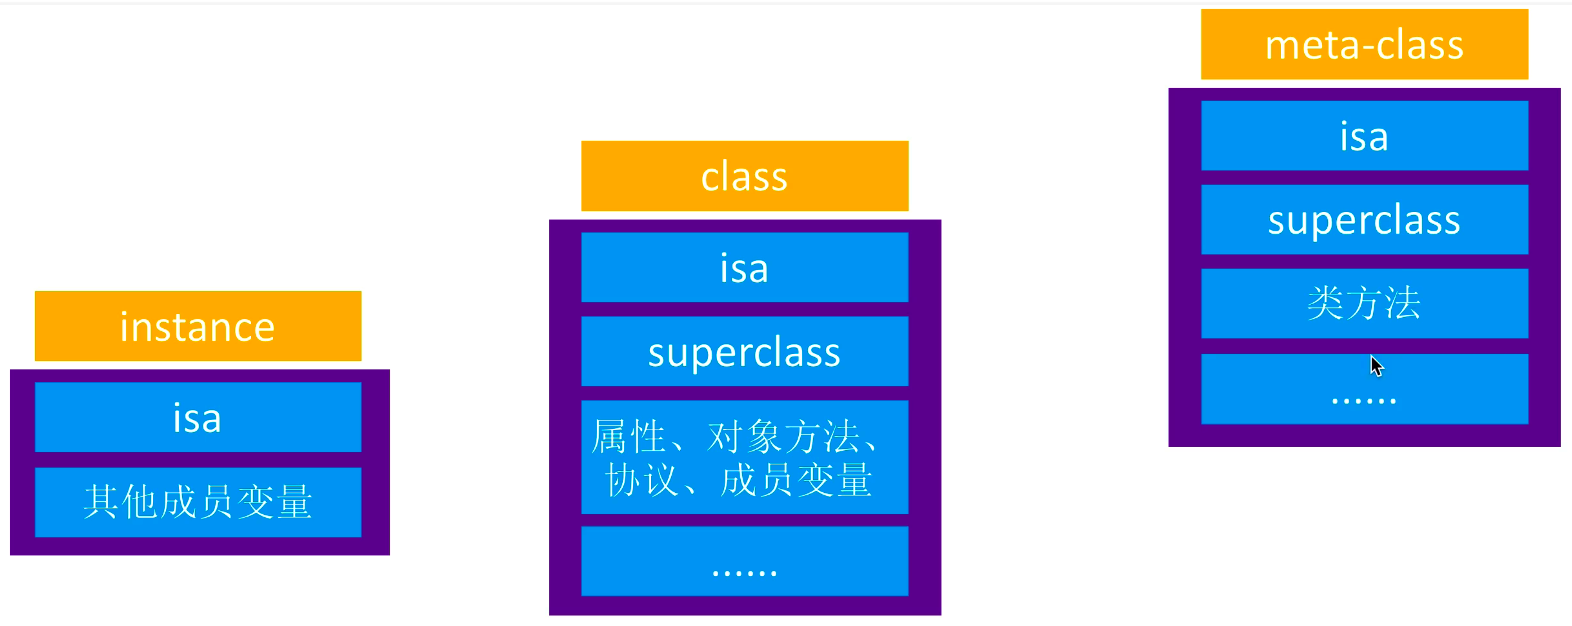 instance
isa
其他成员变量
class
isa
superclass
属性、对象方法、
协议、成员变量
......
meta-class
isa
superclass
类方法
......